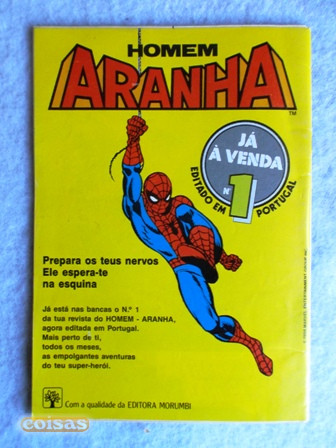 HOMEM
ARANHA
TM
JÁ
À VENDA
Nº
1
EDITADO EM PORTUGAL
Prepara os teus nervos
Ele espera-te
na esquina
Já está nas bancas o N.º 1
da tua revista do HOMEM - ARANHA,
agora editada em Portugal.
Mais perto de ti,
todos os meses,
as empolgantes aventuras
do teu super-herói.
Com a qualidade da EDITORA MORUMBI
coisas